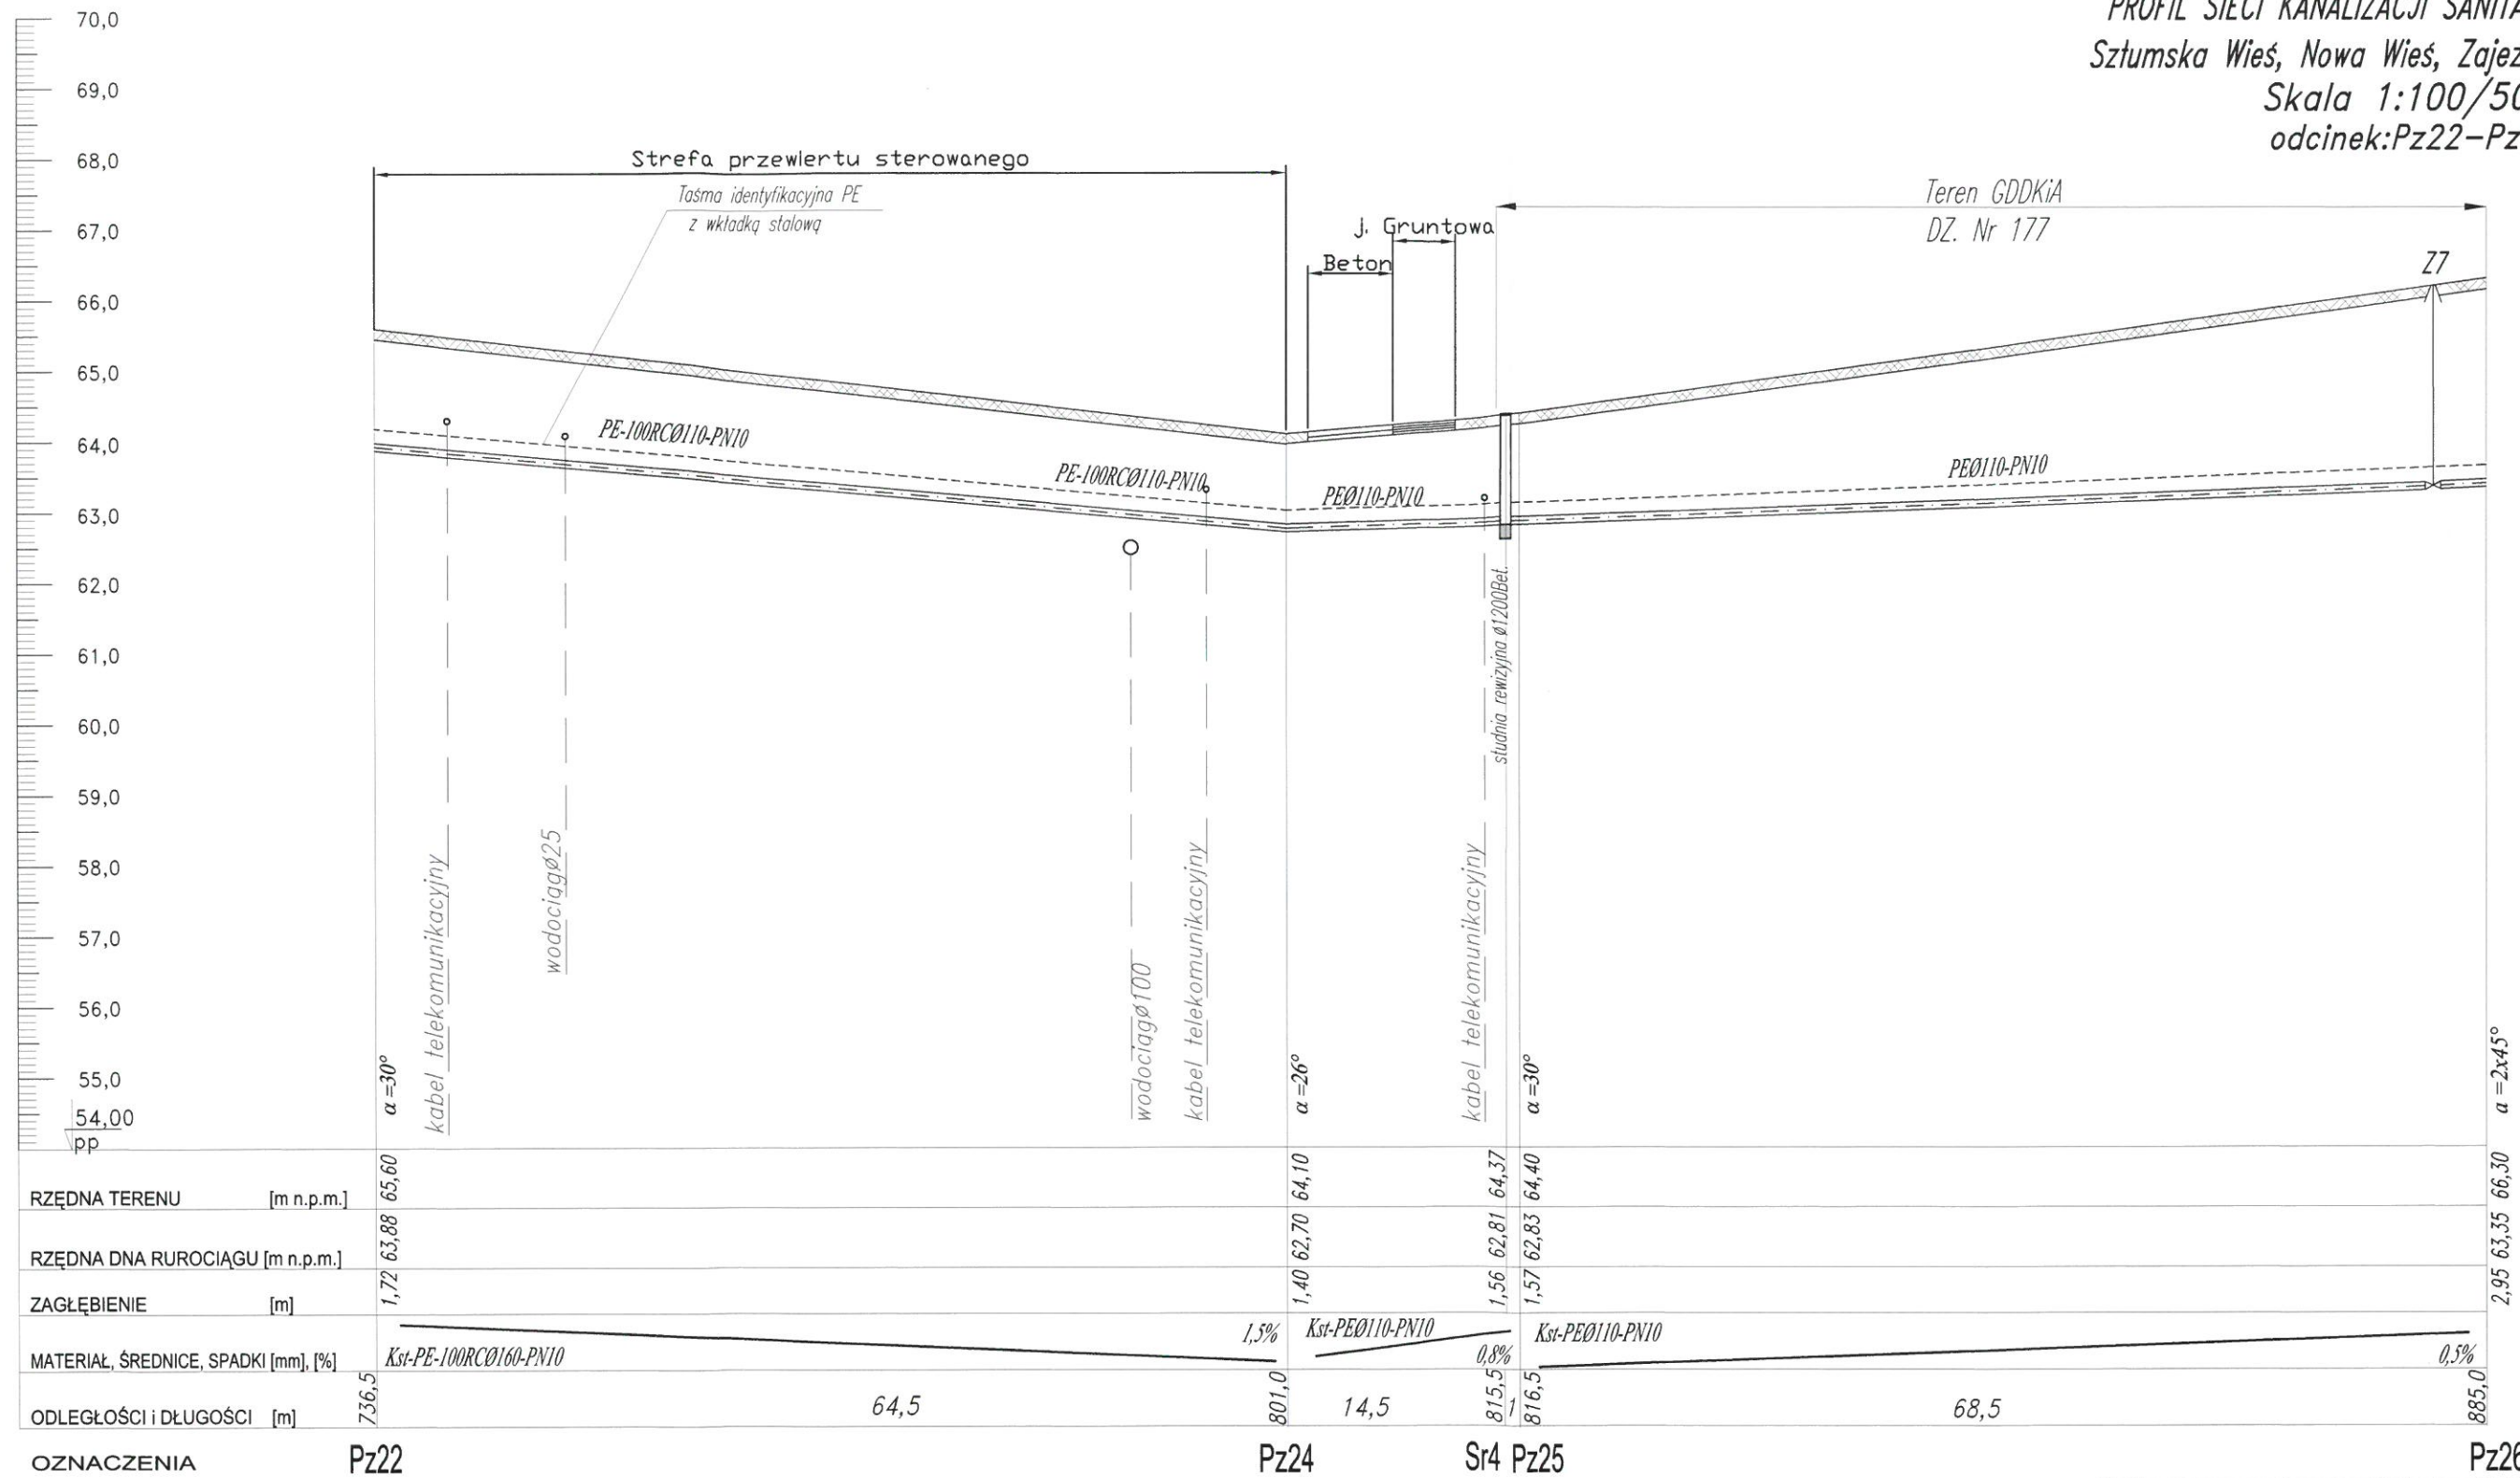 PROFIL SIECI KANALIZACJI SANITA
Sztumska Wieś, Nowa Wieś, Zajez
Skala 1:100/50
odcinek:Pz22-Pz
70,0
69,0
68,0
67,0
66,0
65,0
64,0
63,0
62,0
61,0
60,0
59,0
58,0
57,0
56,0
55,0
54,00
pp
Strefa przewiertu sterowanego
Taśma identyfikacyjna PE
z wkładką stalową
j. Gruntowa
Beton
Teren GDDKiA
DZ. Nr 177
Z7
PE-100RCØ110-PN10
PE-100RCØ110-PN10
PEØ110-PN10
PEØ110-PN10
kabel telekomunikacyjny
wodociągø25
wodociągø100
kabel telekomunikacyjny
kabel telekomunikacyjny
studnia rewizyjna ø1200Bet.
α =30°
α =26°
α =30°
α =2x45°
RZĘDNA TERENU [m n.p.m.] 65,60 64,10 64,37 64,40 66,30
RZĘDNA DNA RUROCIĄGU [m n.p.m.] 63,88 62,70 62,81 62,83 63,35
ZAGŁĘBIENIE [m] 1,72 1,40 1,56 1,57 2,95
MATERIAŁ, ŚREDNICE, SPADKI [mm], [%] Kst-PE-100RCØ160-PN10 1,5% Kst-PEØ110-PN10 0,8% Kst-PEØ110-PN10 0,5%
ODLEGŁOŚCI i DŁUGOŚCI [m] 736,5 64,5 801,0 14,5 815,5 1 816,5 68,5 885,0
OZNACZENIA Pz22 Pz24 Sr4 Pz25 Pz26